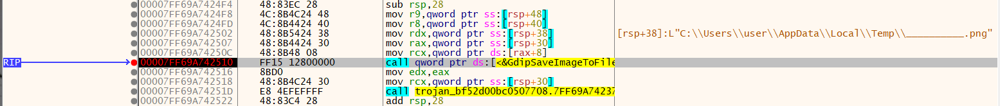 00007FF69A7424F4 48:83EC 28 sub rsp,28
00007FF69A7424F8 4C:8B4C24 48 mov r9,qword ptr ss:[rsp+48]
00007FF69A7424FD 4C:8B4424 40 mov r8,qword ptr ss:[rsp+40]
00007FF69A742502 48:8B5424 38 mov rdx,qword ptr ss:[rsp+38] [rsp+38]:L"C:\\Users\\user\\AppData\\Local\\Temp\\__________.png"
00007FF69A742507 48:8B4424 30 mov rax,qword ptr ss:[rsp+30]
00007FF69A74250C 48:8B48 08 mov rcx,qword ptr ds:[rax+8]
RIP 00007FF69A742510 FF15 12800000 call qword ptr ds:[<&GdipSaveImageToFile
00007FF69A742516 8BD0 mov edx,eax
00007FF69A742518 48:8B4C24 30 mov rcx,qword ptr ss:[rsp+30]
00007FF69A74251D E8 4EFEFFFF call trojan_bf52d00bc0507708.7FF69A74237
00007FF69A742522 48:83C4 28 add rsp,28